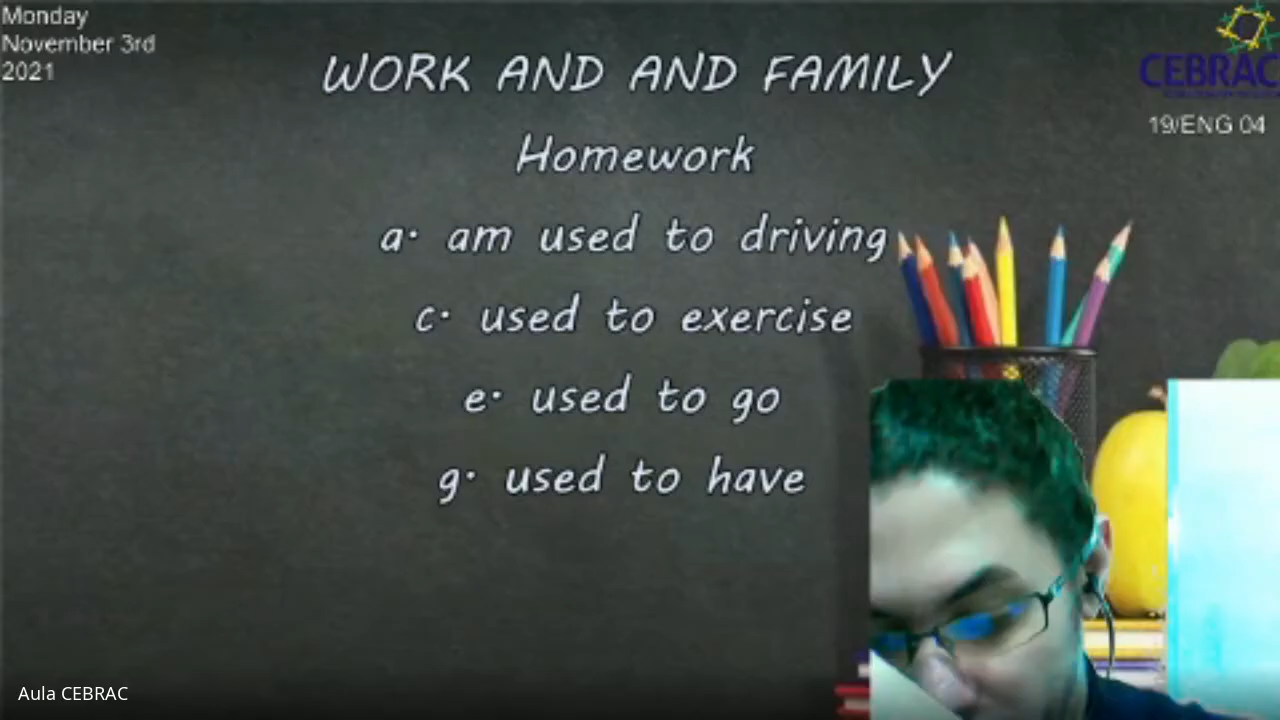 Monday
November 3rd
2021
WORK AND AND FAMILY
CEBRAC
19/ENG 04
Homework
a. am used to driving
c. used to exercise
e. used to go
g. used to have
Aula CEBRAC